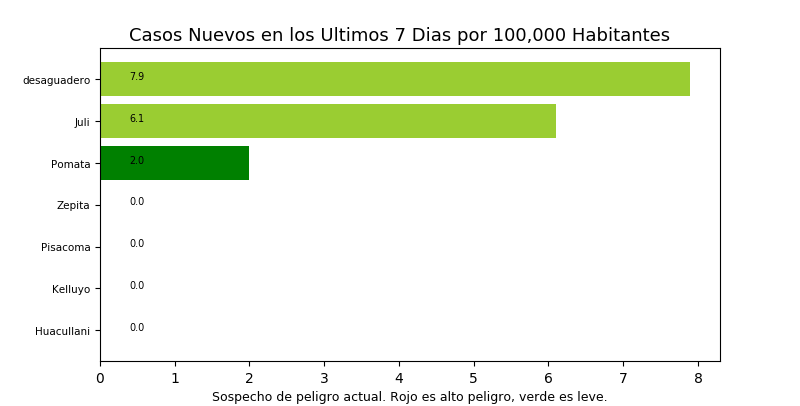 Casos Nuevos en los Ultimos 7 Dias por 100,000 Habitantes
desaguadero 7.9
Juli 6.1
Pomata 2.0
Zepita 0.0
Pisacoma 0.0
Kelluyo 0.0
Huacullani 0.0
0 1 2 3 4 5 6 7 8
Sospecho de peligro actual. Rojo es alto peligro, verde es leve.